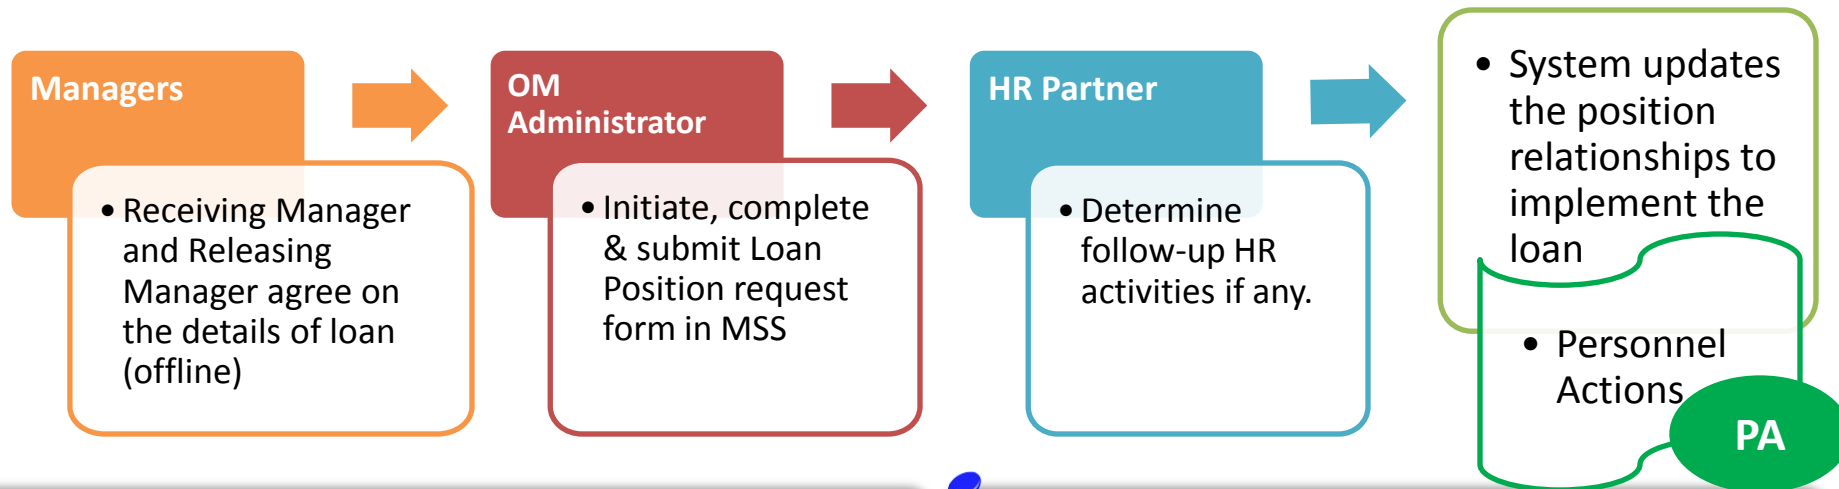 Managers
• Receiving Manager
and Releasing
Manager agree on
the details of loan
(offline)
OM
Administrator
• Initiate, complete
& submit Loan
Position request
form in MSS
HR Partner
• Determine
follow-up HR
activities if any.
• System updates
the position
relationships to
implement the
loan
• Personnel
Actions
PA